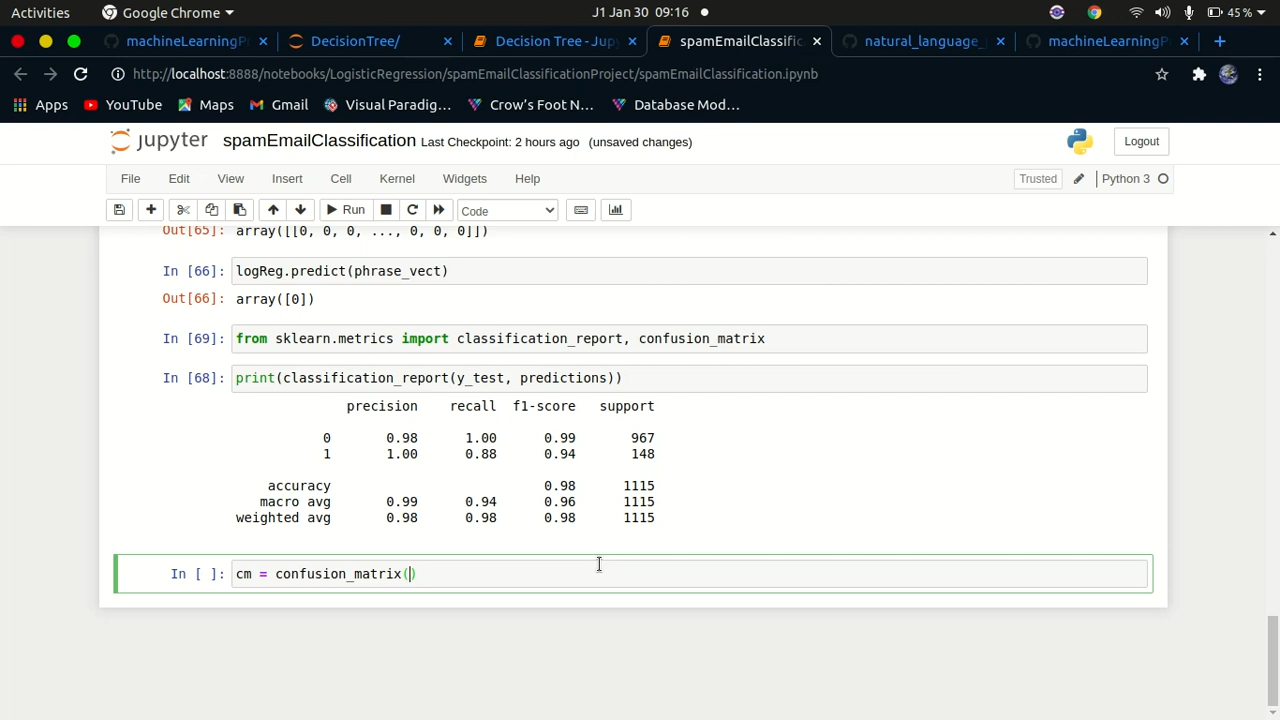 Activities Google Chrome J1 Jan 30 09:16 45 %
machineLearningPr DecisionTree/ Decision Tree - Jup spamEmailClassific natural_language_ machineLearningPr
http://localhost:8888/notebooks/LogisticRegression/spamEmailClassificationProject/spamEmailClassification.ipynb
Apps YouTube Maps Gmail Visual Paradig... Crow's Foot N... Database Mod...
jupyter spamEmailClassification Last Checkpoint: 2 hours ago (unsaved changes) Logout
File Edit View Insert Cell Kernel Widgets Help Trusted Python 3
Run Code
Out[65]: array([[0, 0, 0, ..., 0, 0, 0]])
In [66]: logReg.predict(phrase_vect)
Out[66]: array([0])
In [69]: from sklearn.metrics import classification_report, confusion_matrix
In [68]: print(classification_report(y_test, predictions))
precision recall f1-score support
0 0.98 1.00 0.99 967
1 1.00 0.88 0.94 148
accuracy 0.98 1115
macro avg 0.99 0.94 0.96 1115
weighted avg 0.98 0.98 0.98 1115
In [ ]: cm = confusion_matrix()